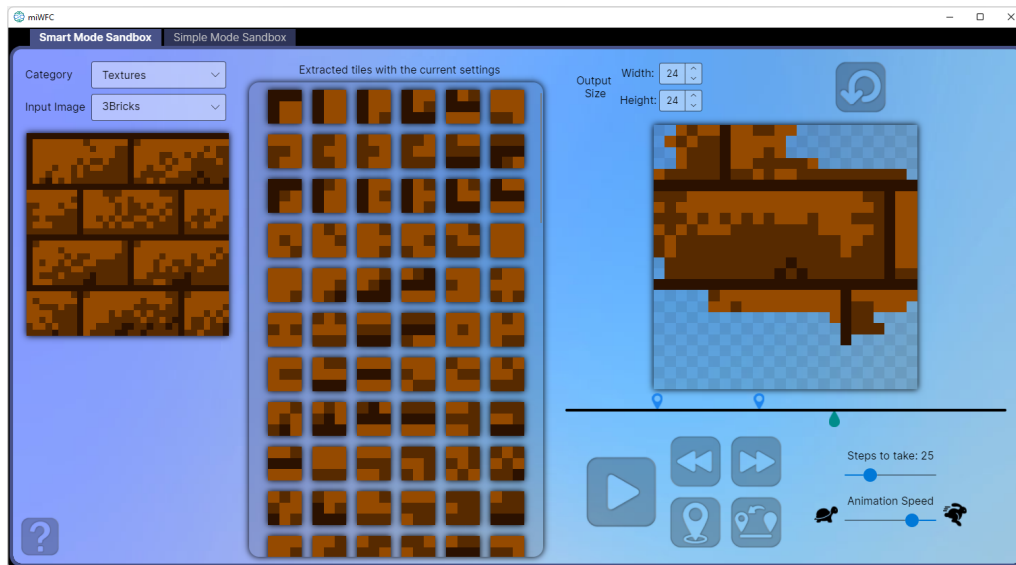 miWFC
Smart Mode Sandbox
Simple Mode Sandbox
Category
Textures
Input Image
3Bricks
Extracted tiles with the current settings
Output Size
Width: 24
Height: 24
Steps to take: 25
Animation Speed
?